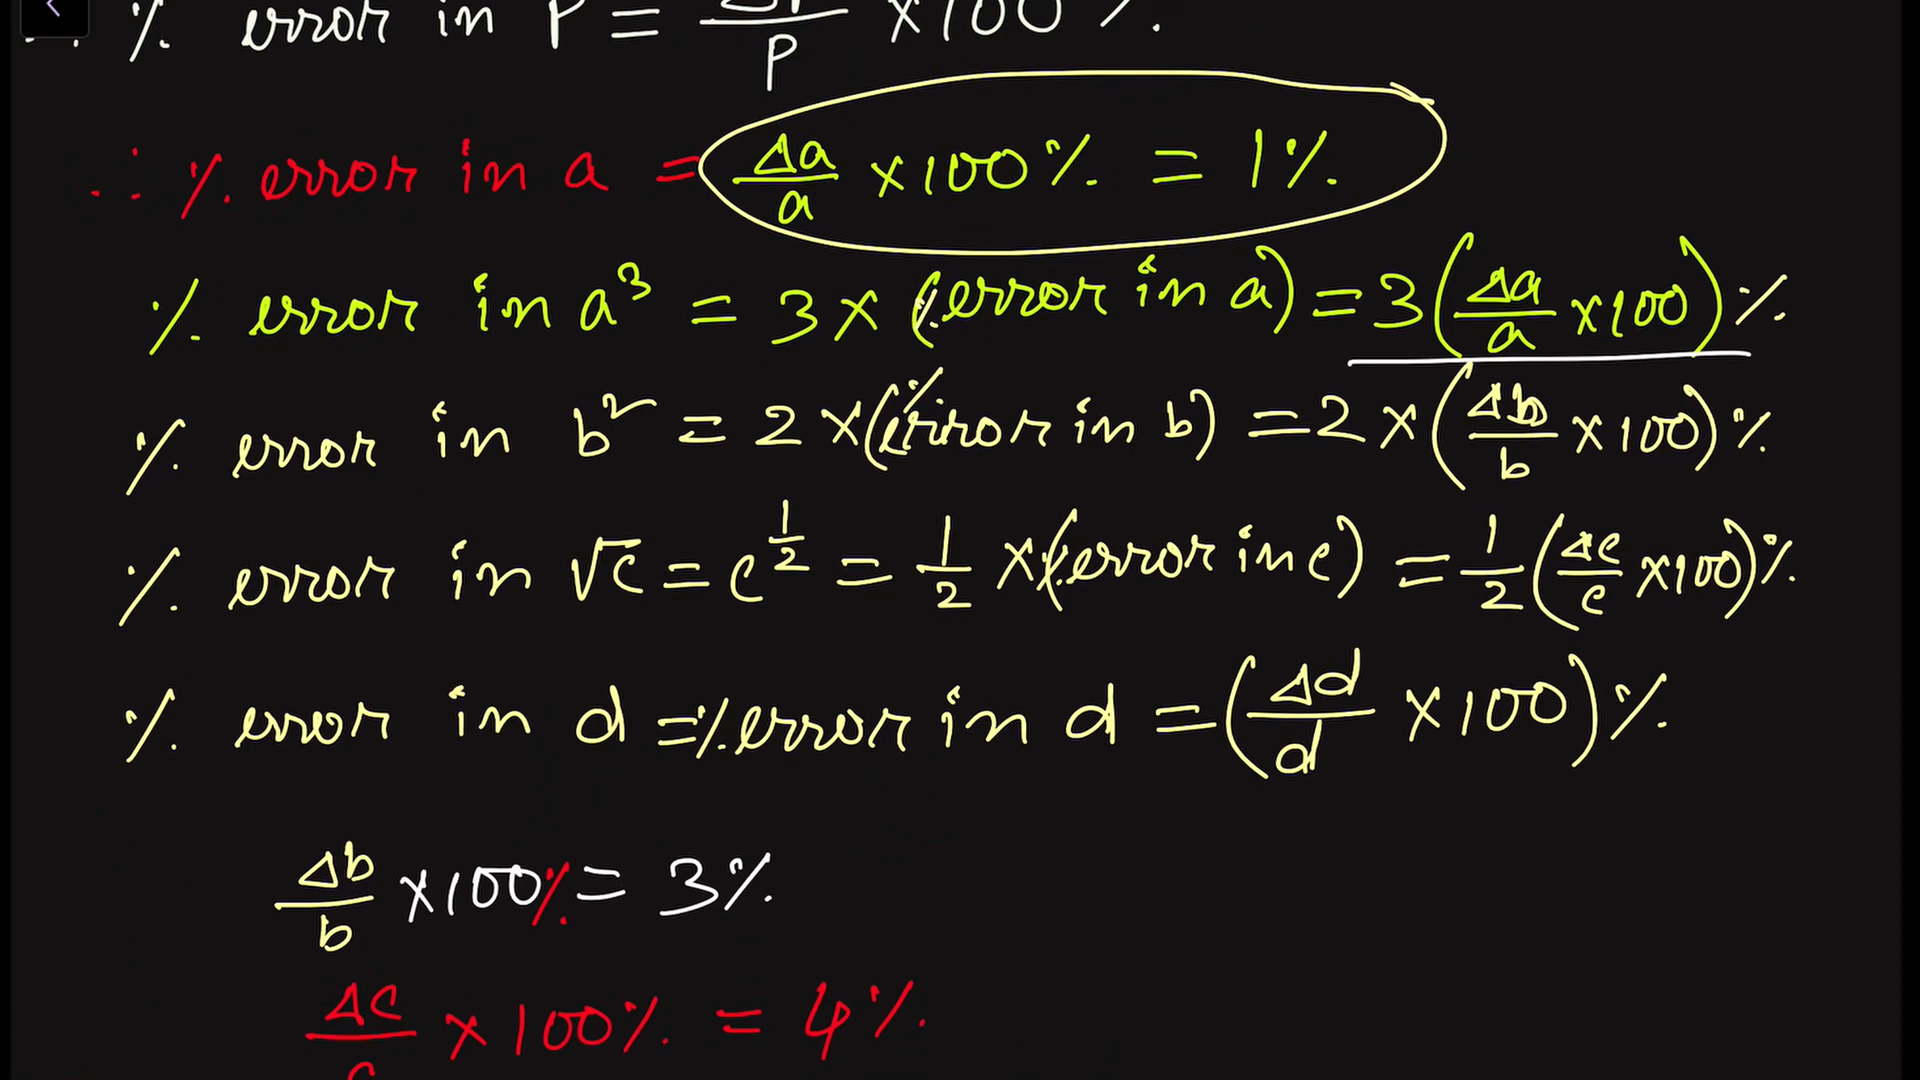 ∴ % error in P = ΔP/P ×100 %.
∴ % error in a = Δa/a ×100 % = 1 %.
% error in a³ = 3 × (% error in a) = 3 (Δa/a ×100) %
% error in b² = 2 × (% error in b) = 2 × (Δb/b ×100) %
% error in √c = c^½ = 1/2 × (% error in c) = 1/2 (Δc/c ×100) %
% error in d = % error in d = (Δd/d ×100) %
Δb/b ×100 % = 3 %
Δc/c × 100 % = 4 %